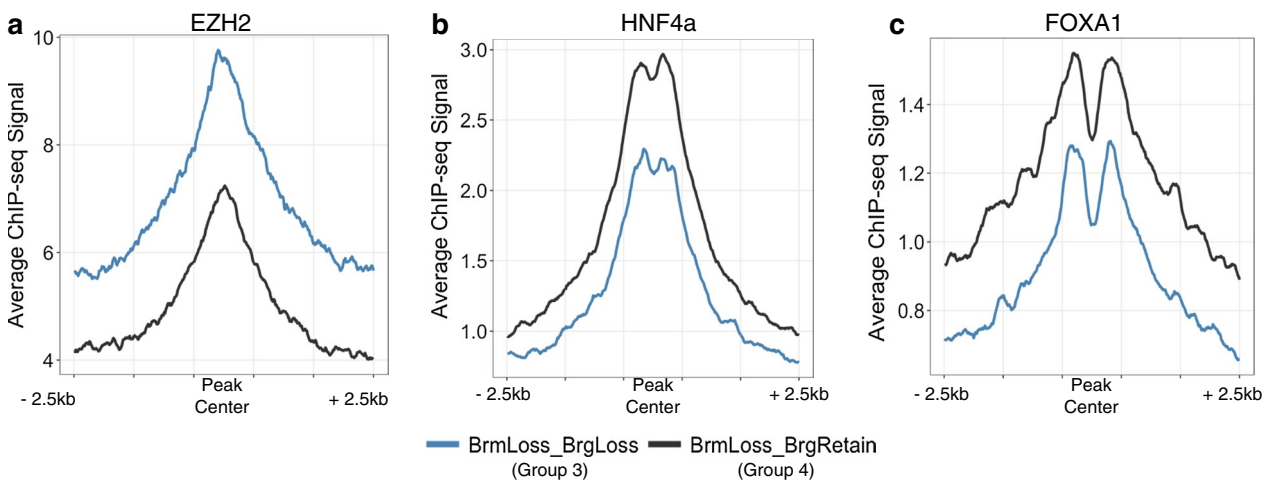 a
EZH2
Average ChIP-seq Signal
10
8
6
4
- 2.5kb
Peak
Center
+ 2.5kb
b
HNF4a
Average ChIP-seq Signal
3.0
2.5
2.0
1.5
1.0
- 2.5kb
Peak
Center
+ 2.5kb
c
FOXA1
Average ChIP-seq Signal
1.4
1.2
1.0
0.8
- 2.5kb
Peak
Center
+ 2.5kb
BrmLoss_BrgLoss
(Group 3)
BrmLoss_BrgRetain
(Group 4)